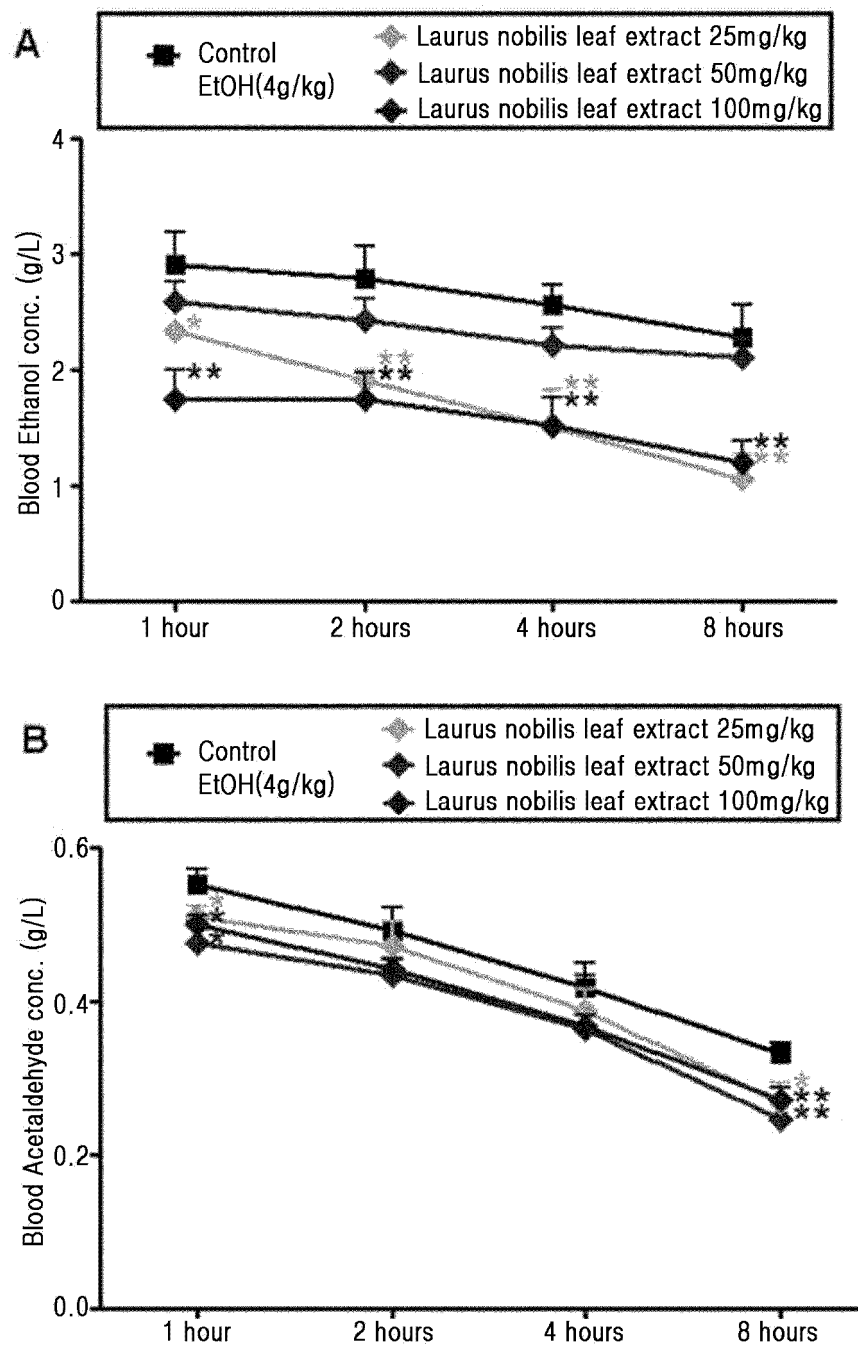 A
Control
EtOH(4g/kg)
Laurus nobilis leaf extract 25mg/kg
Laurus nobilis leaf extract 50mg/kg
Laurus nobilis leaf extract 100mg/kg
Blood Ethanol conc. (g/L)
4
3
2
1
0
*
**
**
**
**
**
**
**
1 hour
2 hours
4 hours
8 hours
B
Control
EtOH(4g/kg)
Laurus nobilis leaf extract 25mg/kg
Laurus nobilis leaf extract 50mg/kg
Laurus nobilis leaf extract 100mg/kg
Blood Acetaldehyde conc. (g/L)
0.6
0.4
0.2
0.0
*
*
*
*
**
**
1 hour
2 hours
4 hours
8 hours